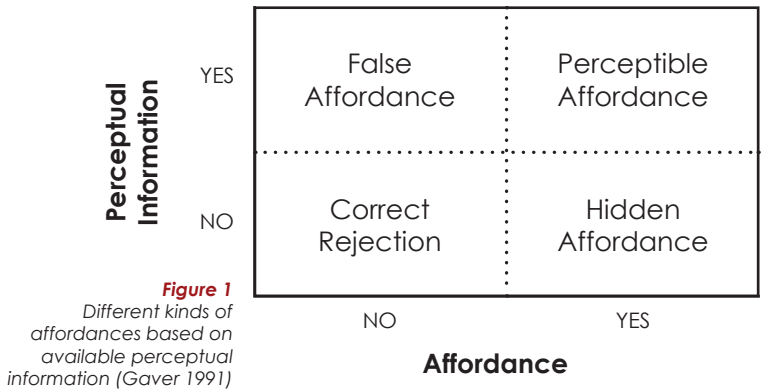 Perceptual
Information
YES
False
Affordance
Perceptible
Affordance
NO
Correct
Rejection
Hidden
Affordance
NO
YES
Affordance
Figure 1
Different kinds of
affordances based on
available perceptual
information (Gaver 1991)